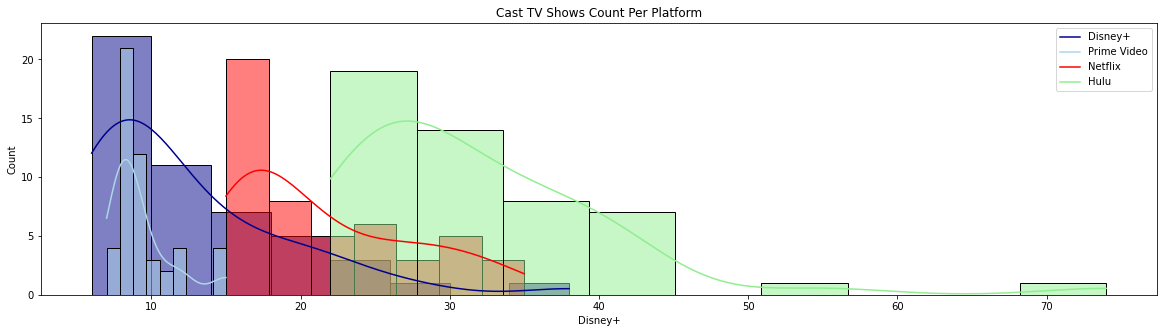 Cast TV Shows Count Per Platform
Disney+
Prime Video
Netflix
Hulu
Count
20
15
10
5
0
10 20 30 40 50 60 70
Disney+